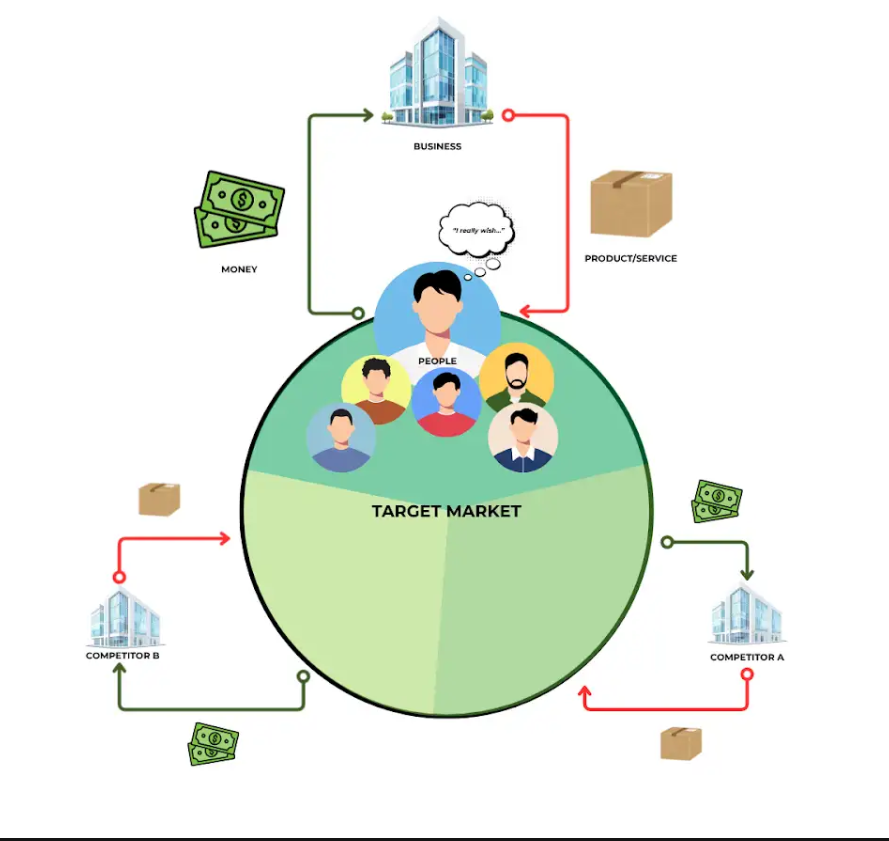 BUSINESS
"I really wish..."
MONEY
PRODUCT/SERVICE
PEOPLE
TARGET MARKET
COMPETITOR B
COMPETITOR A